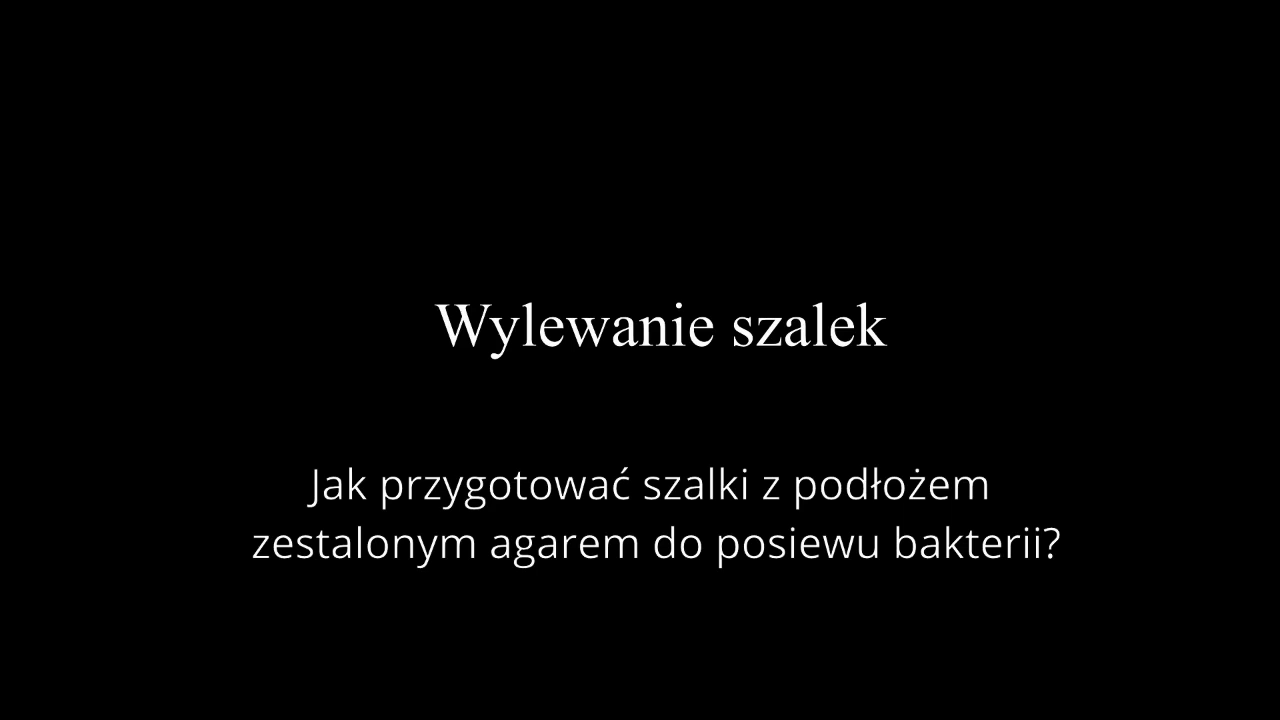 Wylewanie szalek
Jak przygotować szalki z podłożem
zestalonym agarem do posiewu bakterii?